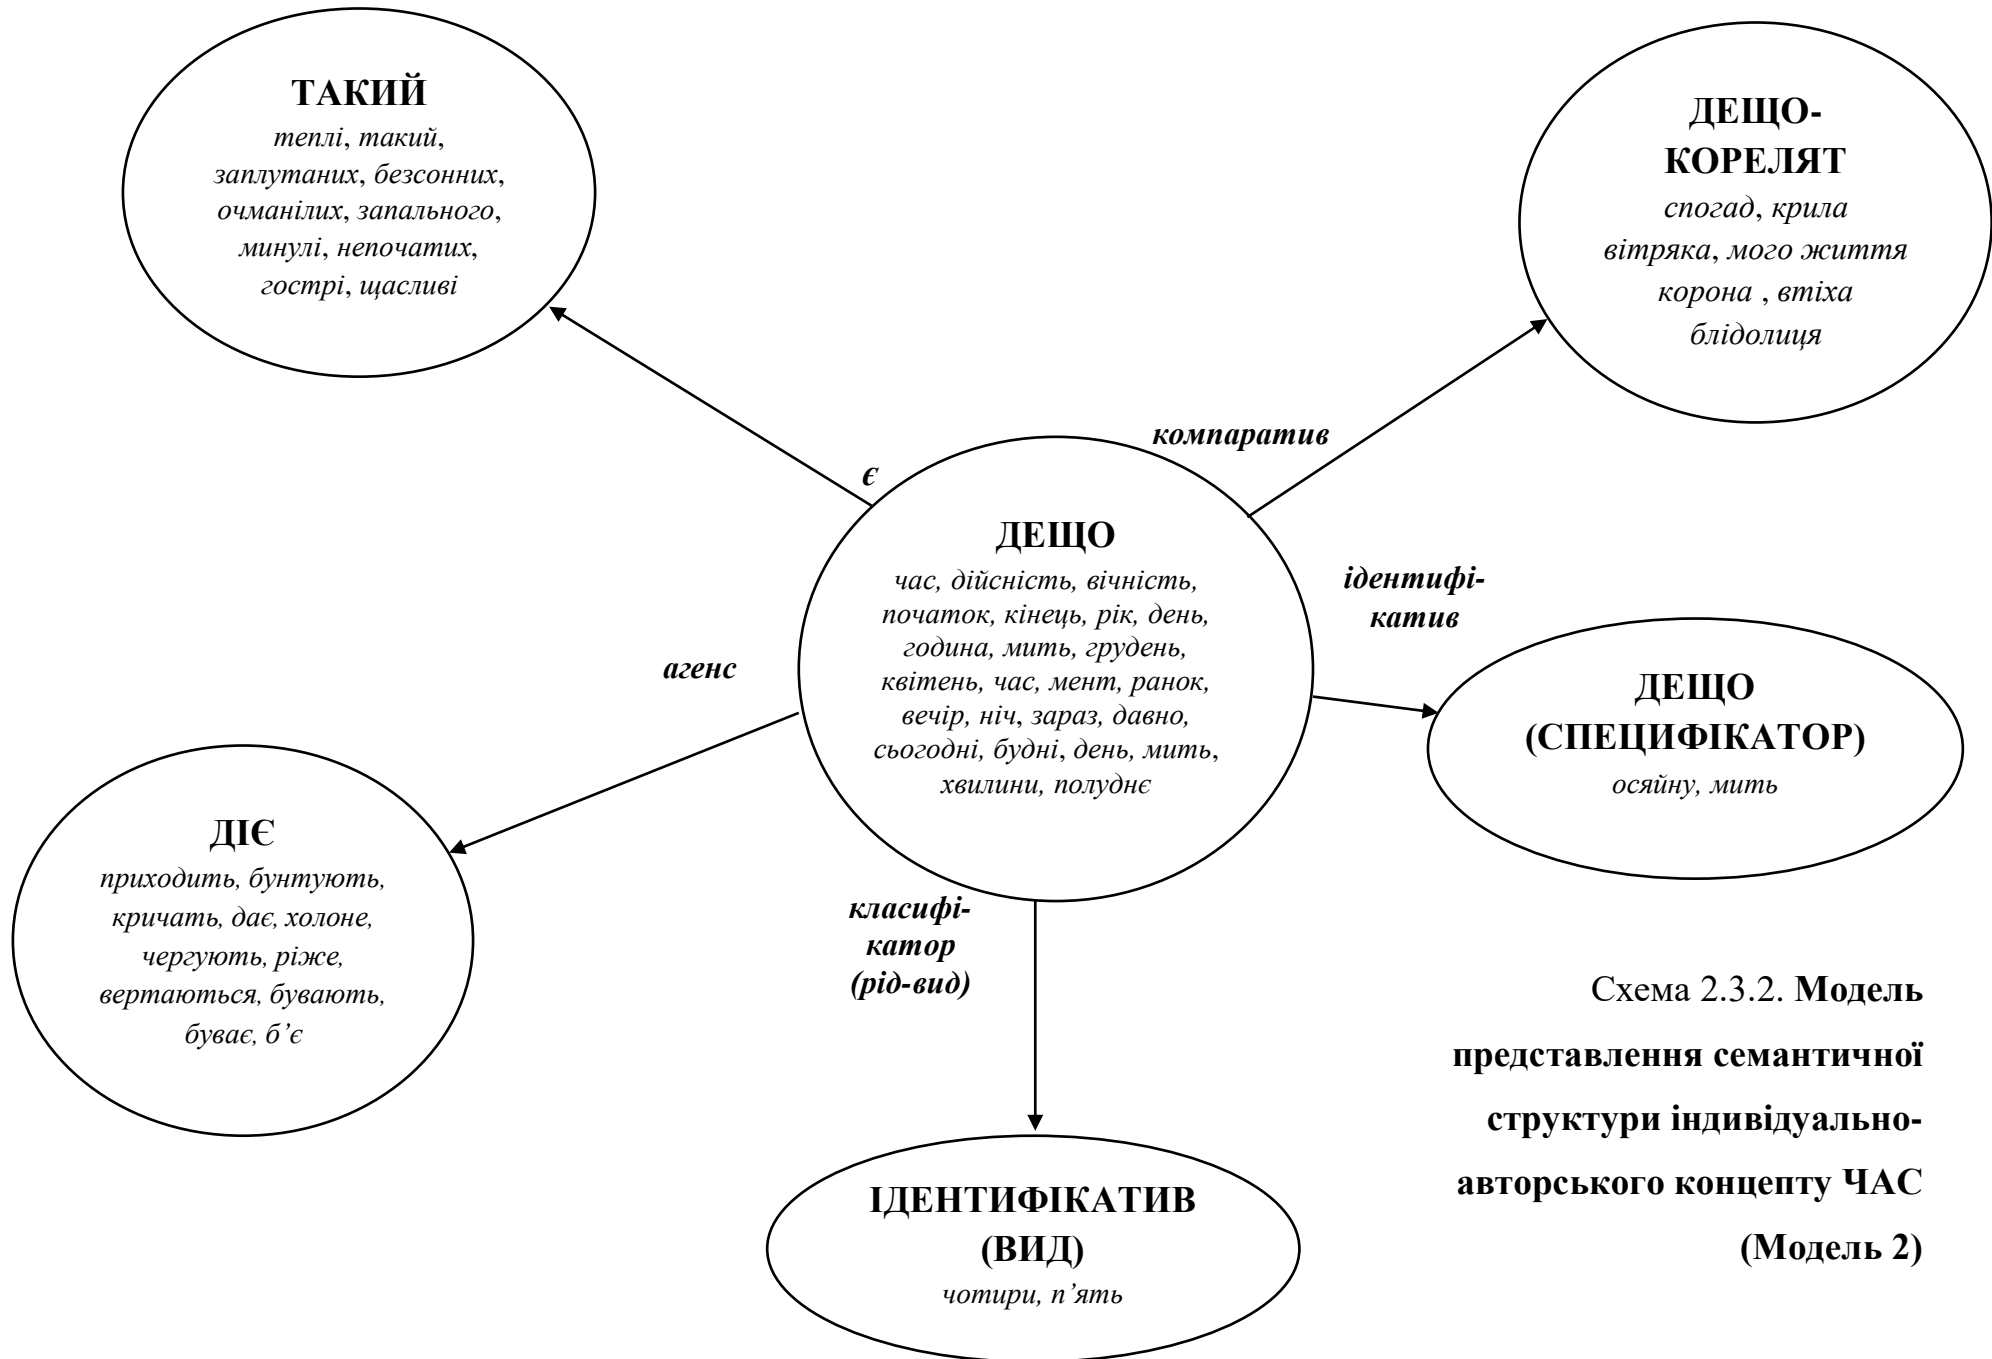 ТАКИЙ
теплі, такий,
заплутаних, безсонних,
очманілих, запального,
минулі, непочатих,
гострі, щасливі
ДЕЩО-
КОРЕЛЯТ
спогад, крила
вітряка, мого життя
корона , втіха
блідолиця
компаратив
є
ДЕЩО
час, дійсність, вічність,
початок, кінець, рік, день,
година, мить, грудень,
квітень, час, мент, ранок,
вечір, ніч, зараз, давно,
сьогодні, будні, день, мить,
хвилини, полуднє
ідентифі-
катив
агенс
ДЕЩО
(СПЕЦИФІКАТОР)
осяйну, мить
ДІЄ
приходить, бунтують,
кричать, дає, холоне,
чергують, ріже,
вертаються, бувають,
буває, б’є
класифі-
катор
(рід-вид)
ІДЕНТИФІКАТИВ
(ВИД)
чотири, п’ять
Схема 2.3.2. Модель
представлення семантичної
структури індивідуально-
авторського концепту ЧАС
(Модель 2)